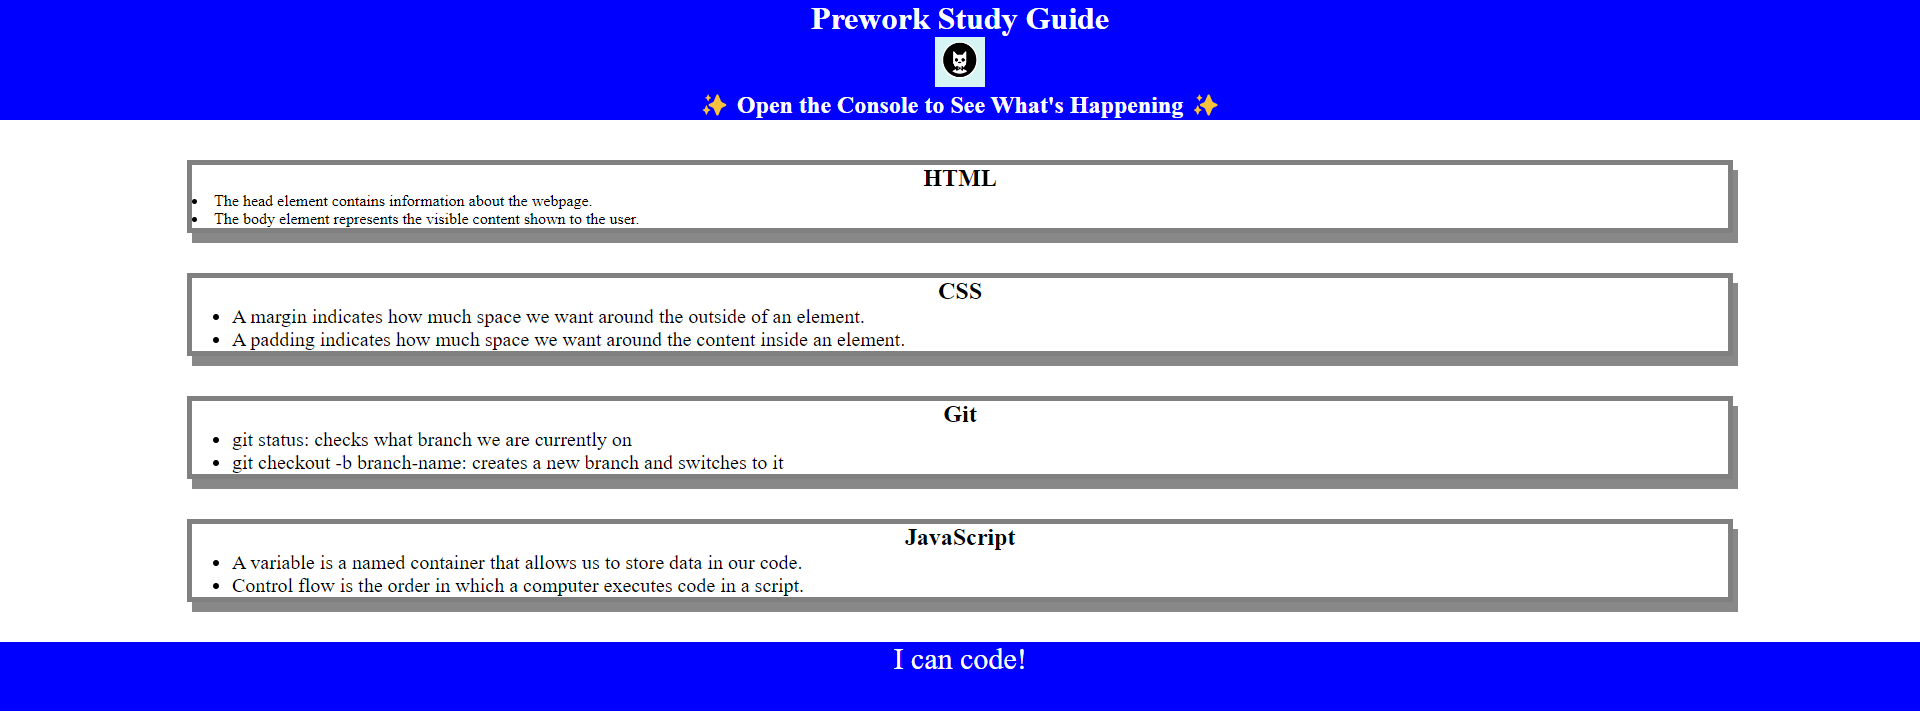 Prework Study Guide
✨ Open the Console to See What's Happening ✨
HTML
• The head element contains information about the webpage.
• The body element represents the visible content shown to the user.
CSS
• A margin indicates how much space we want around the outside of an element.
• A padding indicates how much space we want around the content inside an element.
Git
• git status: checks what branch we are currently on
• git checkout -b branch-name: creates a new branch and switches to it
JavaScript
• A variable is a named container that allows us to store data in our code.
• Control flow is the order in which a computer executes code in a script.
I can code!